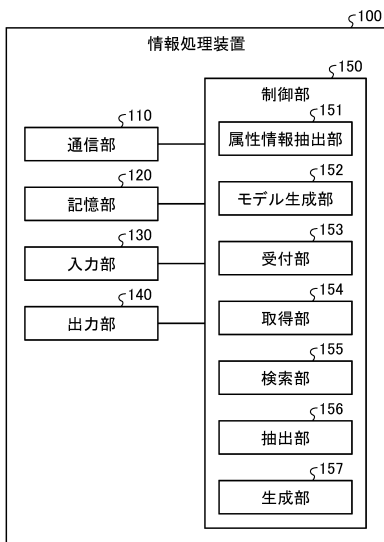 100
情報処理装置
150
制御部
110
通信部
120
記憶部
130
入力部
140
出力部
151
属性情報抽出部
152
モデル生成部
153
受付部
154
取得部
155
検索部
156
抽出部
157
生成部